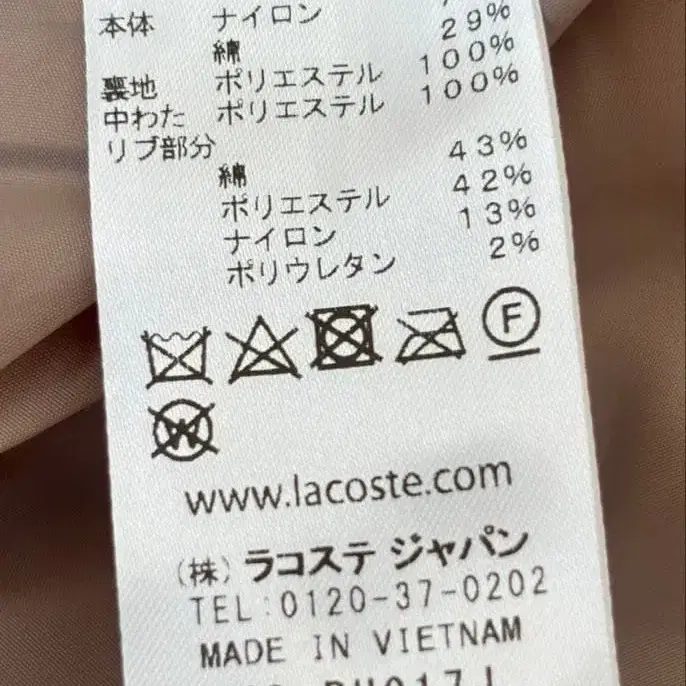 本体 ナイロン
綿 29%
裏地 ポリエステル 100%
中わた ポリエステル 100%
リブ部分
綿 43%
ポリエステル 42%
ナイロン 13%
ポリウレタン 2%
F
W
www.lacoste.com
(株) ラコステ ジャパン
TEL:0120-37-0202
MADE IN VIETNAM